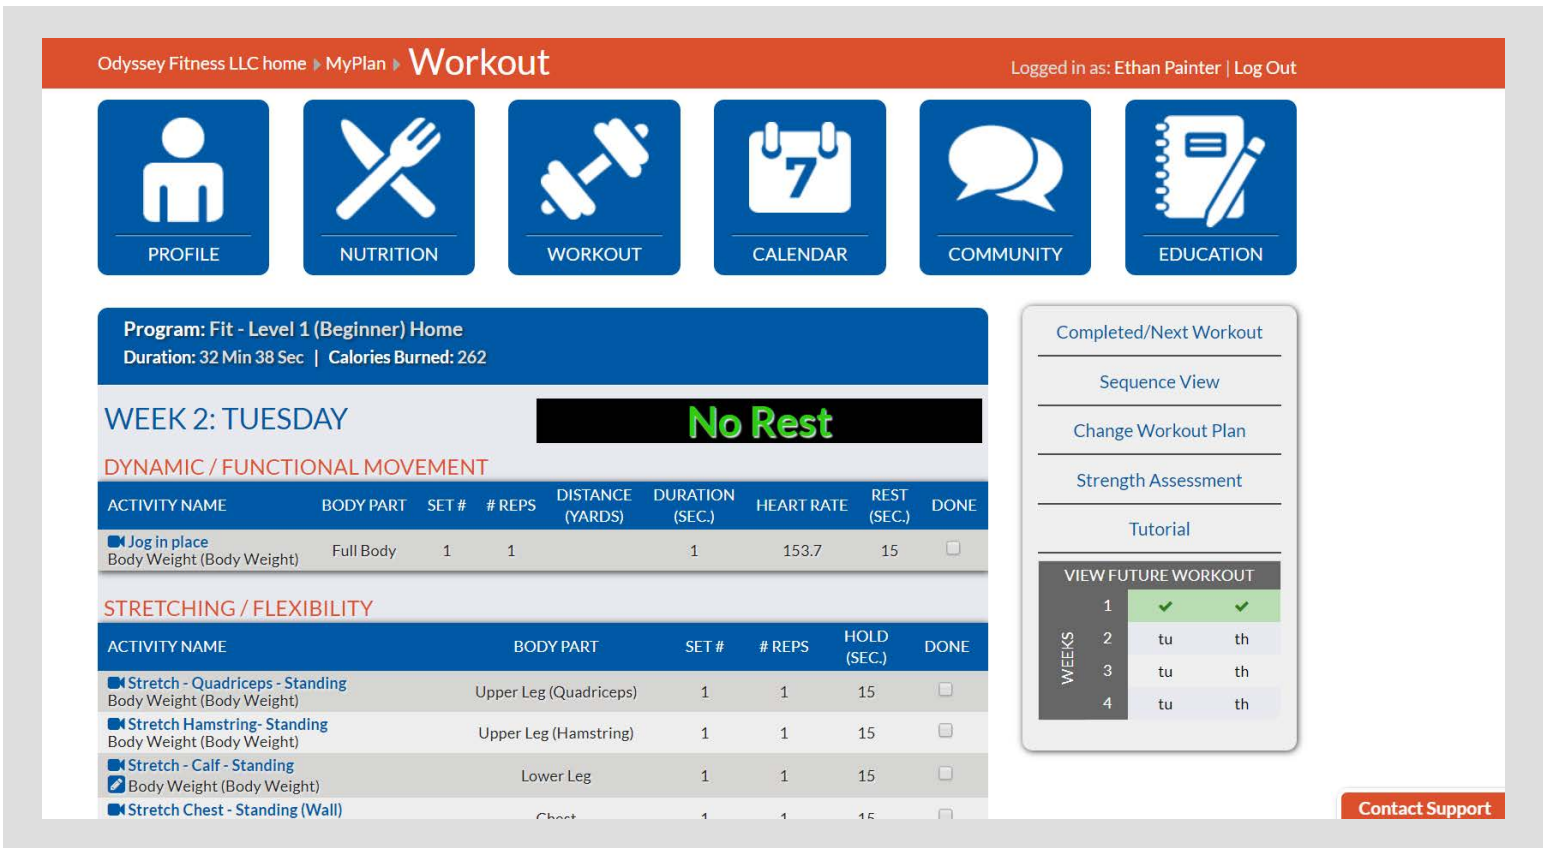 Odyssey Fitness LLC home MyPlan Workout
Logged in as: Ethan Painter | Log Out
PROFILE
NUTRITION
WORKOUT
7
CALENDAR
COMMUNITY
EDUCATION
Program: Fit - Level 1 (Beginner) Home
Duration: 32 Min 38 Sec | Calories Burned: 262
WEEK 2: TUESDAY
No Rest
DYNAMIC / FUNCTIONAL MOVEMENT
ACTIVITY NAME BODY PART SET # # REPS DISTANCE (YARDS) DURATION (SEC.) HEART RATE REST (SEC.) DONE
Jog in place
Body Weight (Body Weight) Full Body 1 1 1 153.7 15
STRETCHING / FLEXIBILITY
ACTIVITY NAME BODY PART SET # # REPS HOLD (SEC.) DONE
Stretch - Quadriceps - Standing
Body Weight (Body Weight) Upper Leg (Quadriceps) 1 1 15
Stretch Hamstring- Standing
Body Weight (Body Weight) Upper Leg (Hamstring) 1 1 15
Stretch - Calf - Standing
Body Weight (Body Weight) Lower Leg 1 1 15
Stretch Chest - Standing (Wall)
Chest 1 1 15
Completed/Next Workout
Sequence View
Change Workout Plan
Strength Assessment
Tutorial
VIEW FUTURE WORKOUT
WEEKS
1
2 tu th
3 tu th
4 tu th
Contact Support